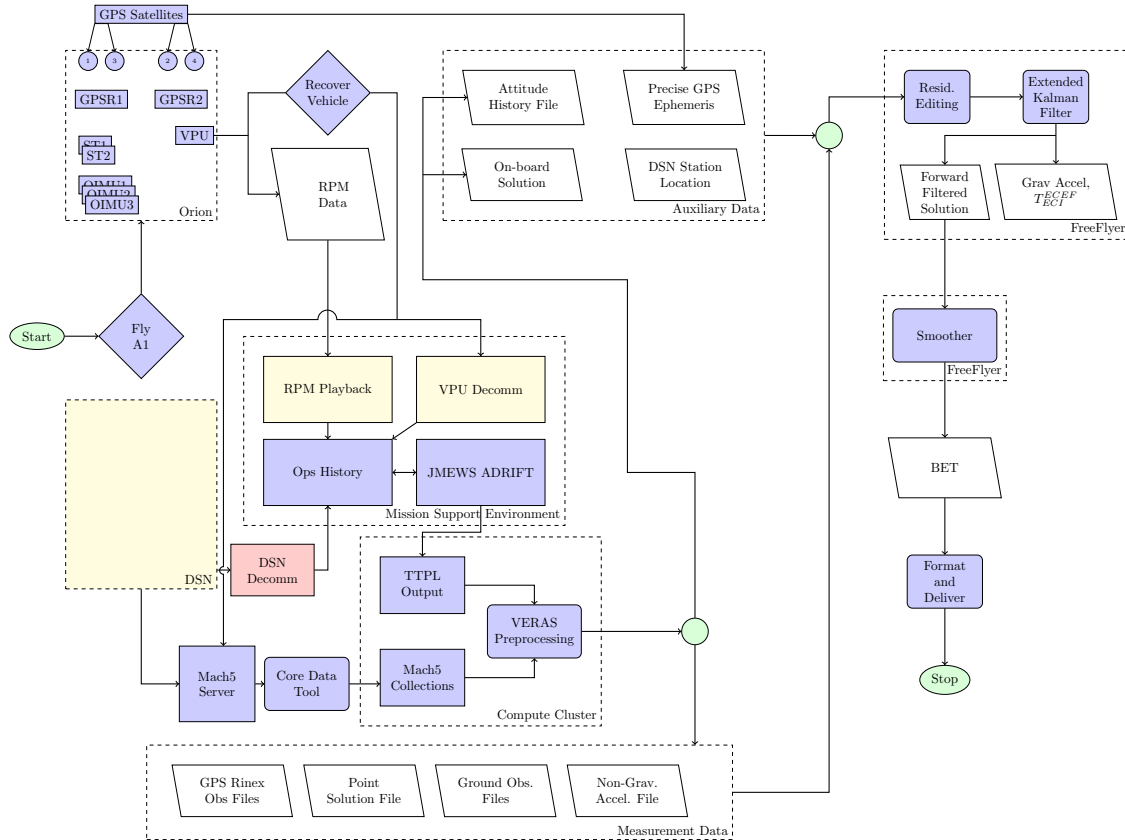 GPS Satellites
1
3
2
4
GPSR1
GPSR2
VPU
ST1
ST2
OIMU1
OIMU2
OIMU3
Orion
Recover
Vehicle
RPM
Data
Attitude
History File
Precise GPS
Ephemeris
On-board
Solution
DSN Station
Location
Auxiliary Data
Resid.
Editing
Extended
Kalman
Filter
Forward
Filtered
Solution
Grav Accel,
T_{ECI}^{ECEF}
FreeFlyer
Start
Fly
A1
Smoother
FreeFlyer
RPM Playback
VPU Decomm
Ops History
JMEWS ADRIFT
Mission Support Environment
BET
DSN
DSN
Decomm
TTPL
Output
VERAS
Preprocessing
Format
and
Deliver
Mach5
Server
Core Data
Tool
Mach5
Collections
Compute Cluster
Stop
GPS Rinex
Obs Files
Point
Solution File
Ground Obs.
Files
Non-Grav.
Accel. File
Measurement Data